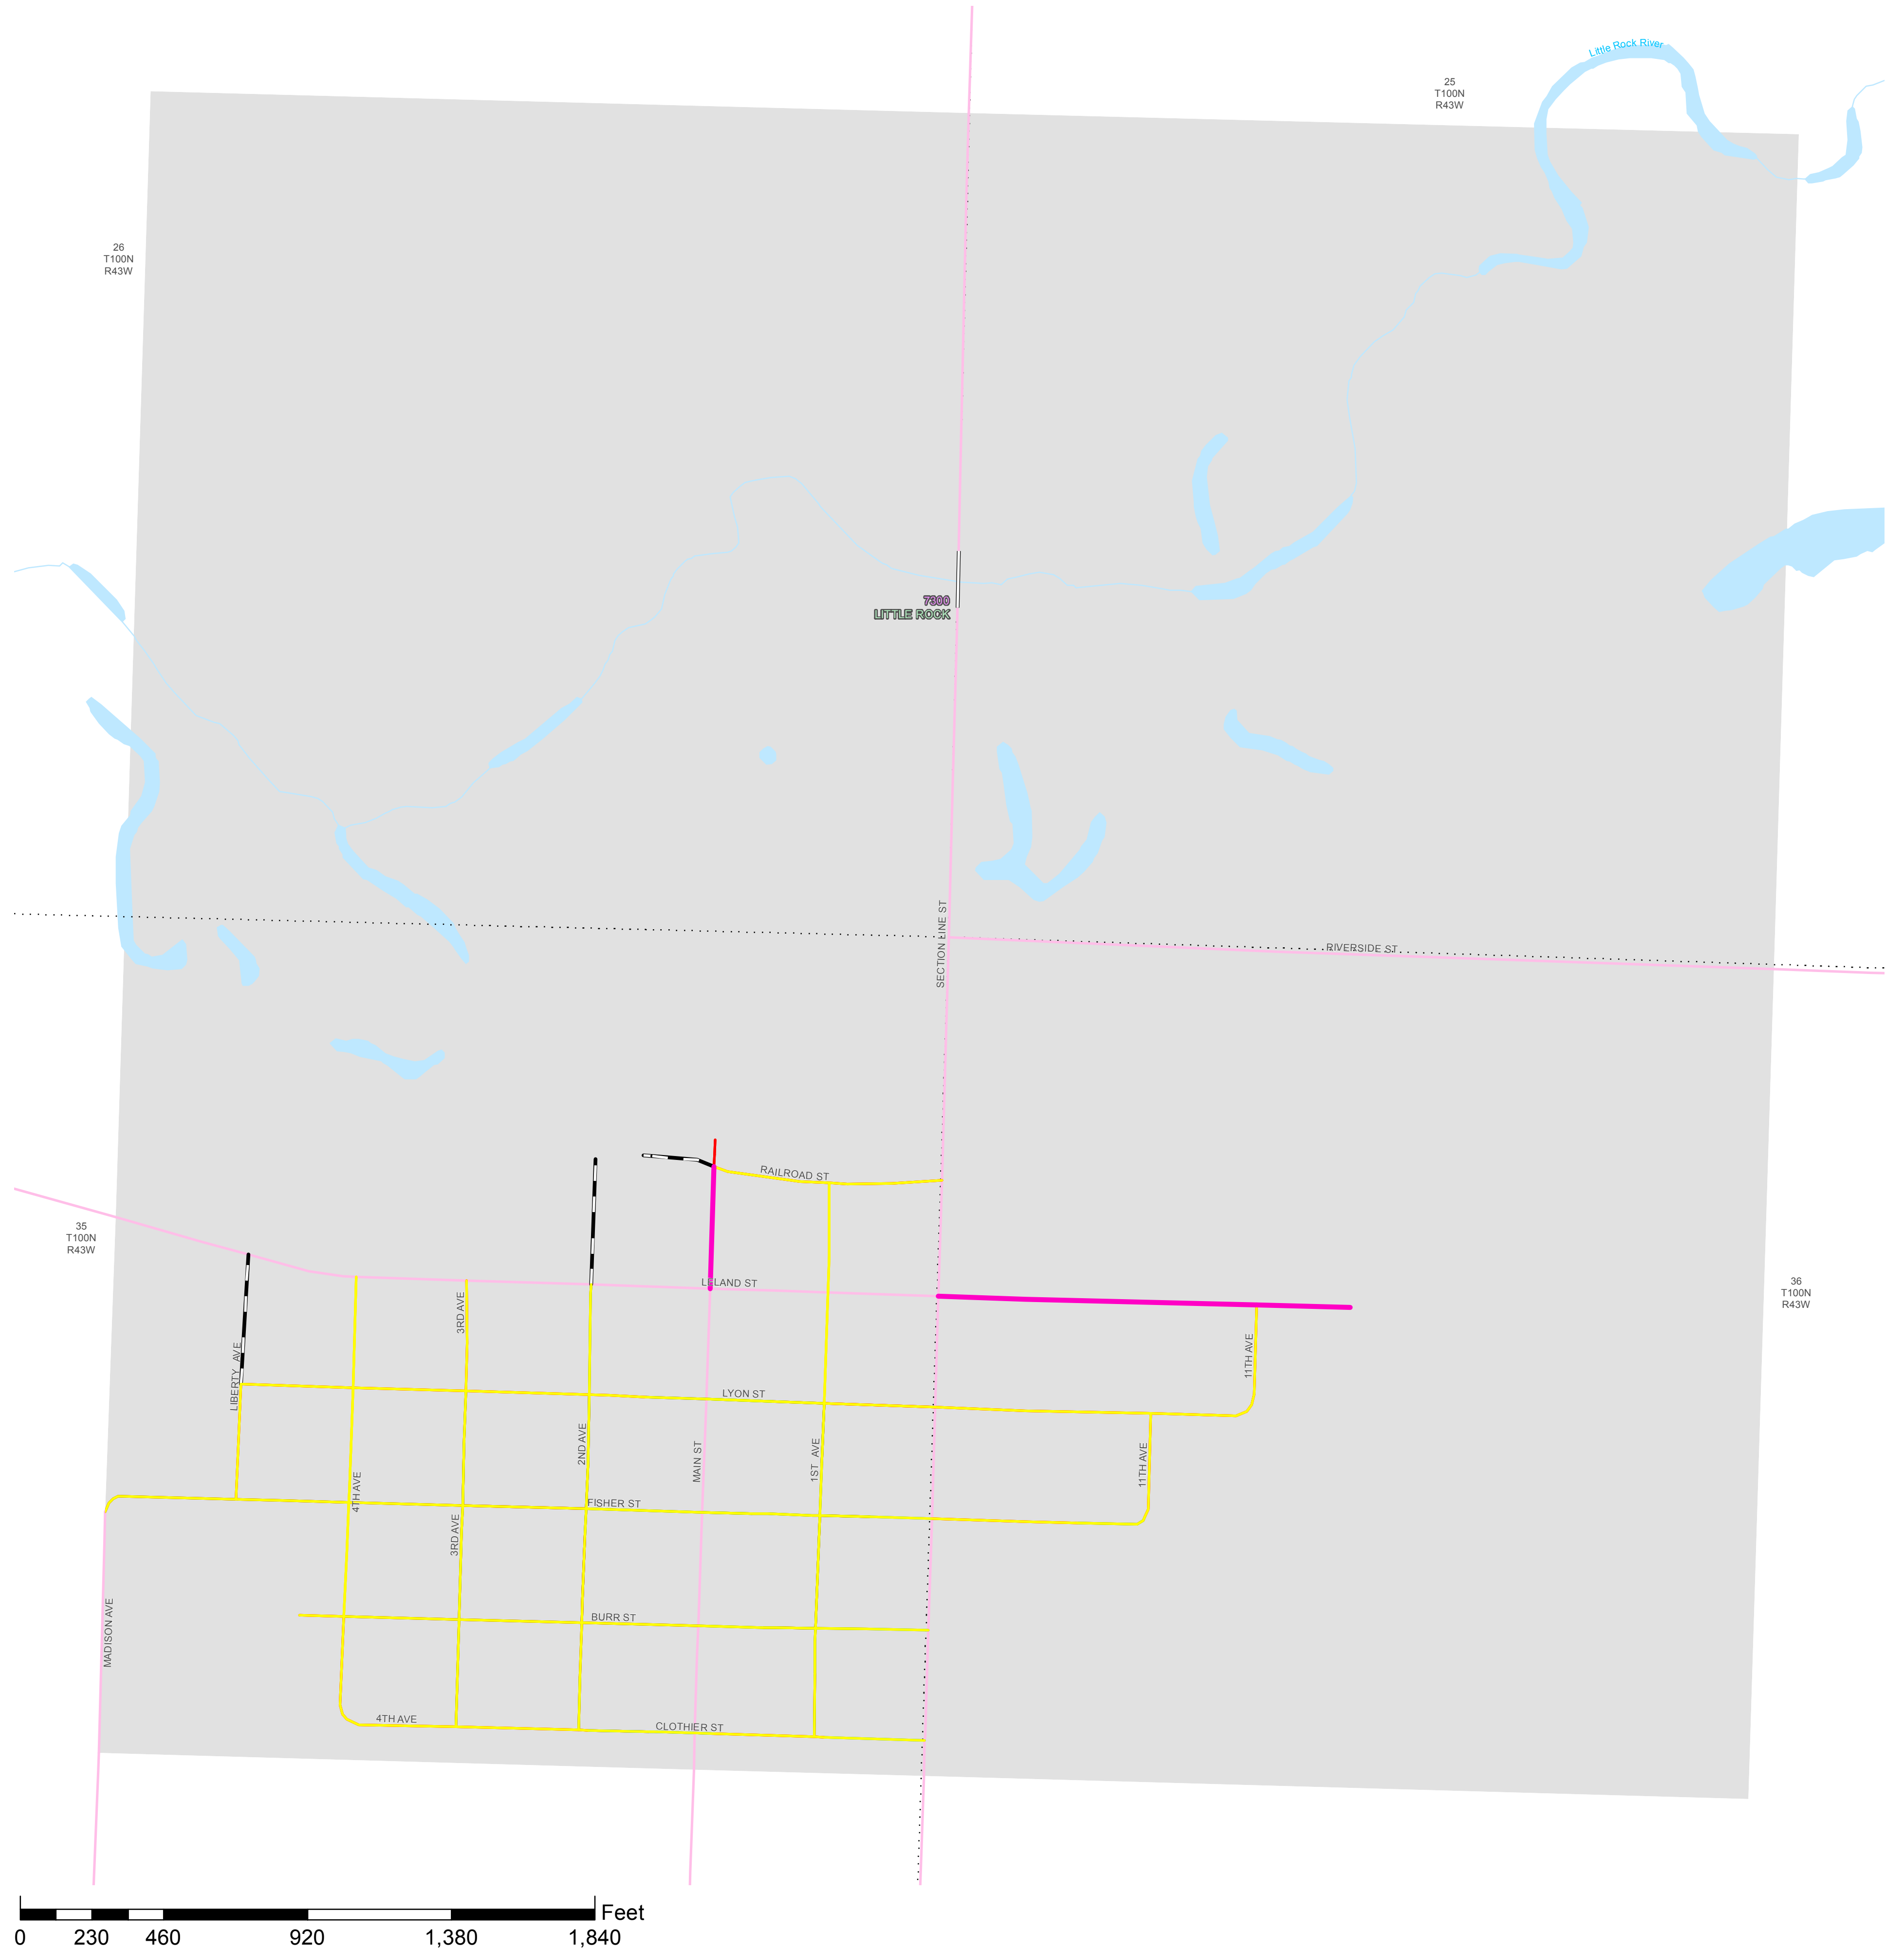 Little Rock River
25
T100N
R43W
26
T100N
R43W
7300
LITTLE ROCK
SECTION LINE ST
RIVERSIDE ST
RAILROAD ST
35
T100N
R43W
LELAND ST
36
T100N
R43W
3RD AVE
LIBERTY AVE
11TH AVE
LYON ST
2ND AVE
MAIN ST
1ST AVE
11TH AVE
4TH AVE
FISHER ST
3RD AVE
MADISON AVE
BURR ST
4TH AVE
CLOTHIER ST
Feet
0 230 460 920 1,380 1,840